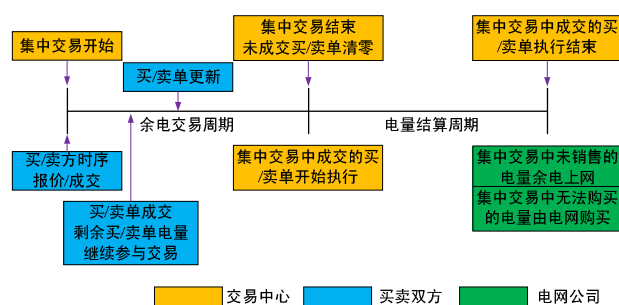 集中交易开始
集中交易结束
未成交买/卖单清零
集中交易中成交的买
/卖单执行结束
买/卖单更新
余电交易周期
电量结算周期
买/卖方时序
报价/成交
集中交易中成交的买
/卖单开始执行
集中交易中未销售的
电量余电上网
集中交易中无法购买
的电量由电网购买
买/卖单成交
剩余买/卖单电量
继续参与交易
交易中心
买卖双方
电网公司